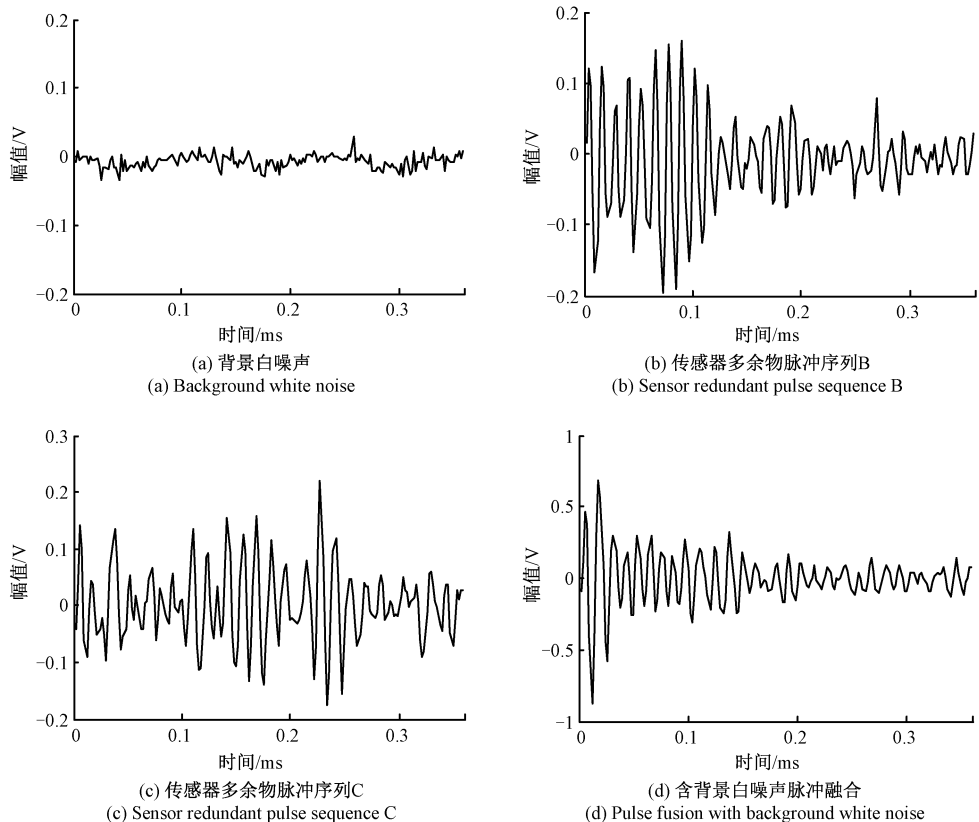 0.2
0.1
0
−0.1
−0.2
幅值/V
0
0.1
0.2
0.3
时间/ms
(a) 背景白噪声
(a) Background white noise
0.2
0.1
0
−0.1
−0.2
幅值/V
0
0.1
0.2
0.3
时间/ms
(b) 传感器多余物脉冲序列B
(b) Sensor redundant pulse sequence B
0.3
0.2
0.1
0
−0.1
−0.2
幅值/V
0
0.1
0.2
0.3
时间/ms
(c) 传感器多余物脉冲序列C
(c) Sensor redundant pulse sequence C
1
0.5
0
−0.5
−1
幅值/V
0
0.1
0.2
0.3
时间/ms
(d) 含背景白噪声脉冲融合
(d) Pulse fusion with background white noise